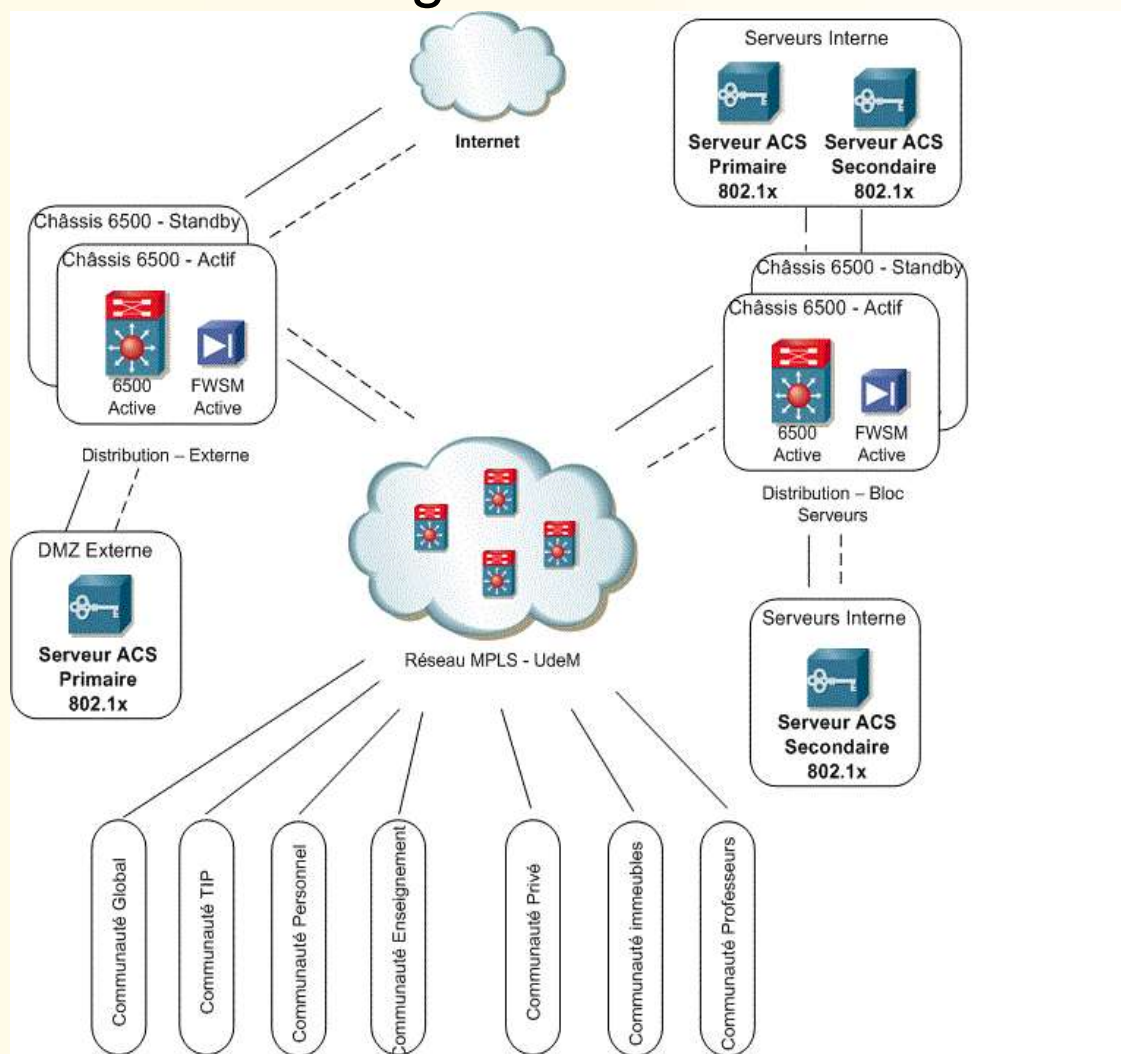 Internet
Serveurs Interne
Serveur ACS
Primaire
802.1x
Serveur ACS
Secondaire
802.1x
Châssis 6500 - Standby
Châssis 6500 - Actif
6500
Active
FWSM
Active
Distribution – Externe
Châssis 6500 - Standby
Châssis 6500 - Actif
6500
Active
FWSM
Active
Distribution – Bloc
Serveurs
DMZ Externe
Serveur ACS
Primaire
802.1x
Réseau MPLS - UdeM
Serveurs Interne
Serveur ACS
Secondaire
802.1x
Communauté Global
Communauté TIP
Communauté Personnel
Communauté Enseignement
Communauté Privé
Communauté immeubles
Communauté Professeurs